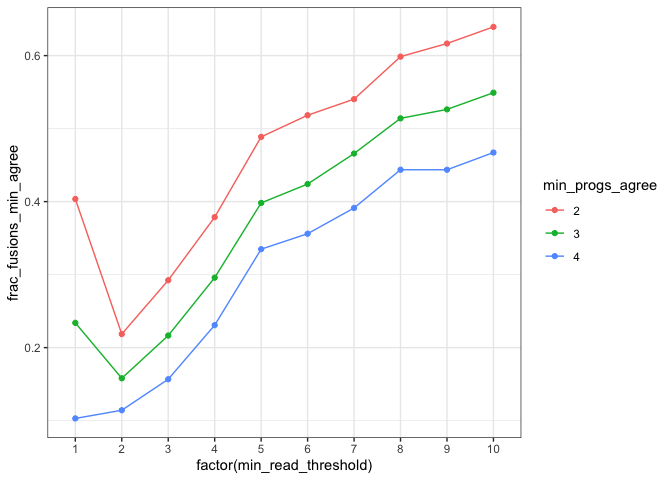 frac_fusions_min_agree
0.6
0.4
0.2
1 2 3 4 5 6 7 8 9 10
factor(min_read_threshold)
min_progs_agree
2
3
4